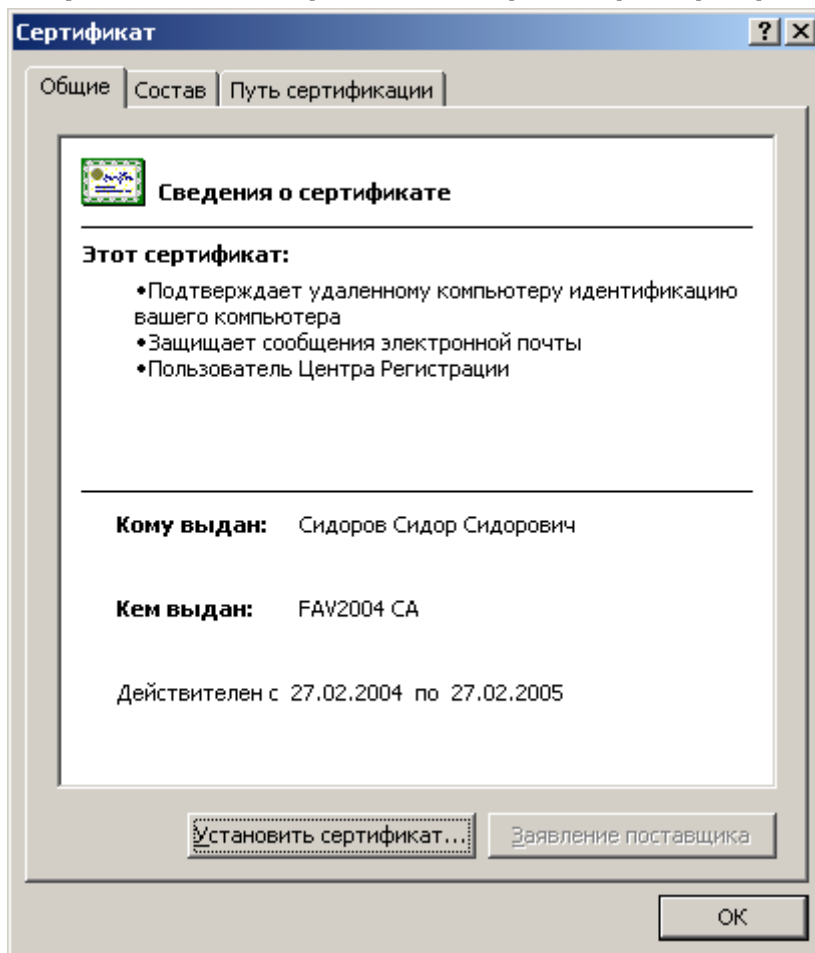 Сертификат
Общие Состав Путь сертификации
Сведения о сертификате
Этот сертификат:
•Подтверждает удаленному компьютеру идентификацию
вашего компьютера
•Защищает сообщения электронной почты
•Пользователь Центра Регистрации
Кому выдан: Сидоров Сидор Сидорович
Кем выдан: FAV2004 CA
Действителен с 27.02.2004 по 27.02.2005
Установить сертификат... Заявление поставщика
ОК